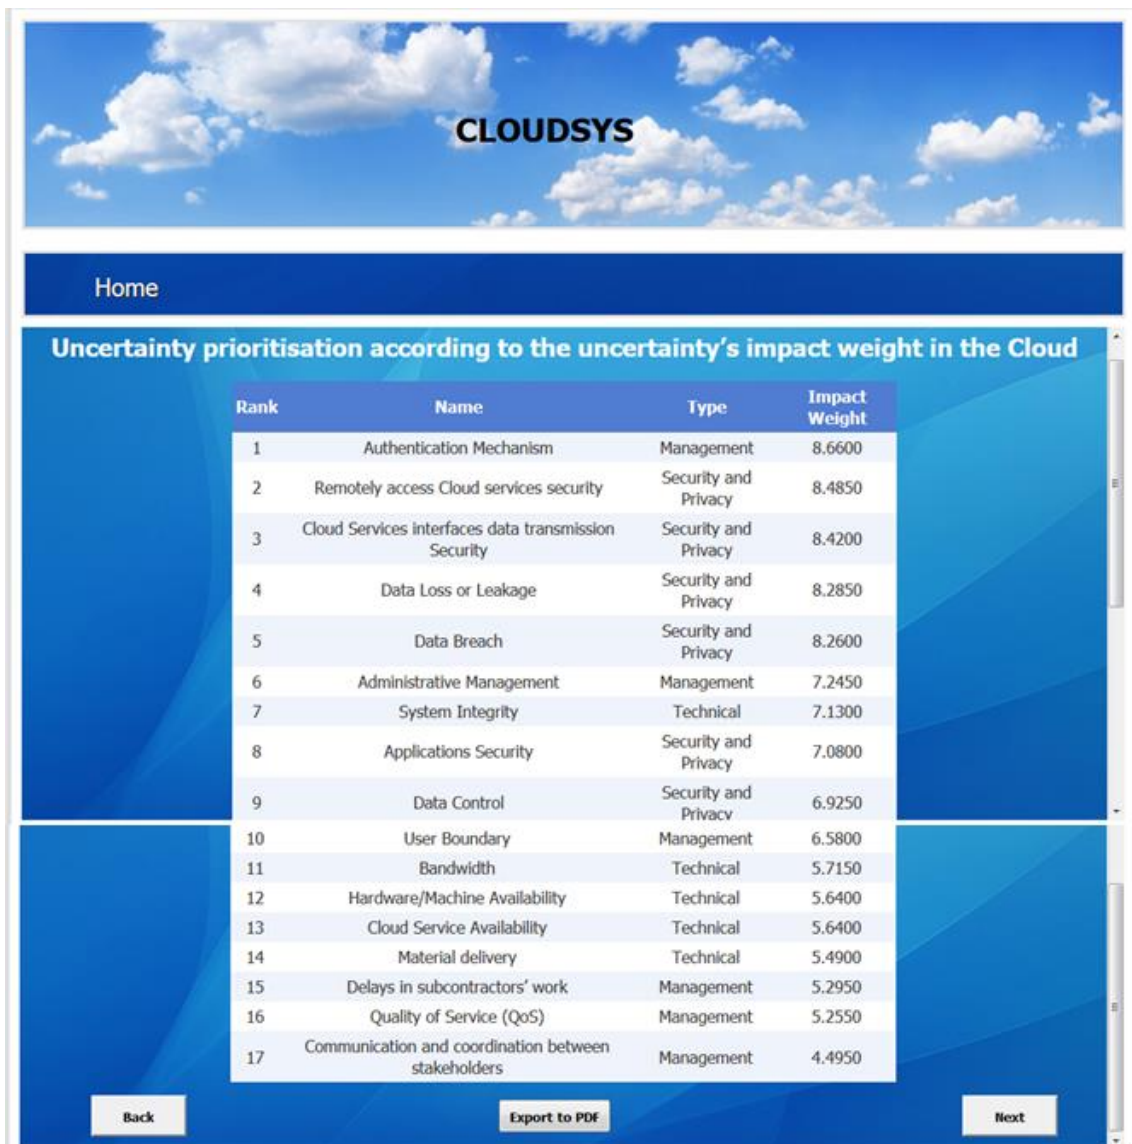 CLOUDSYS
Home
Uncertainty prioritisation according to the uncertainty's impact weight in the Cloud
Rank Name Type Impact Weight
1 Authentication Mechanism Management 8.6600
2 Remotely access Cloud services security Security and Privacy 8.4850
3 Cloud Services interfaces data transmission Security Security and Privacy 8.4200
4 Data Loss or Leakage Security and Privacy 8.2850
5 Data Breach Security and Privacy 8.2600
6 Administrative Management Management 7.2450
7 System Integrity Technical 7.1300
8 Applications Security Security and Privacy 7.0800
9 Data Control Security and Privacy 6.9250
10 User Boundary Management 6.5800
11 Bandwidth Technical 5.7150
12 Hardware/Machine Availability Technical 5.6400
13 Cloud Service Availability Technical 5.6400
14 Material delivery Technical 5.4900
15 Delays in subcontractors' work Management 5.2950
16 Quality of Service (QoS) Management 5.2550
17 Communication and coordination between stakeholders Management 4.4950
Back Export to PDF Next